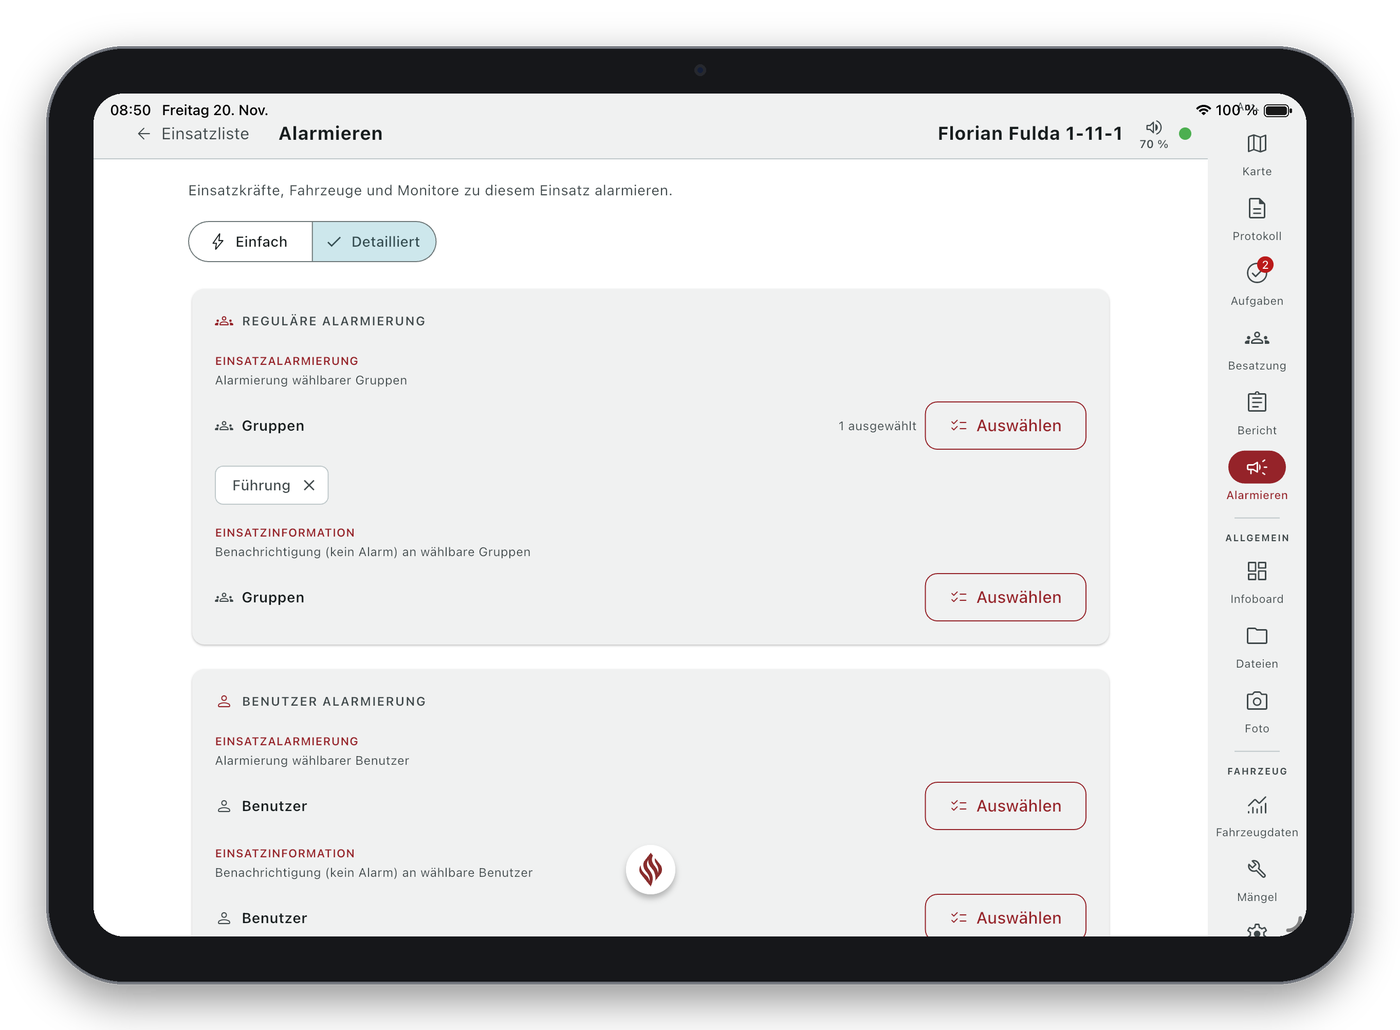 08:50 Freitag 20. Nov.
100 %
Einsatzliste
Alarmieren
Florian Fulda 1-11-1
70 %
Einsatzkräfte, Fahrzeuge und Monitore zu diesem Einsatz alarmieren.
Einfach
Detailliert
REGULÄRE ALARMIERUNG
EINSATZALARMIERUNG
Alarmierung wählbarer Gruppen
Gruppen
1 ausgewählt
Auswählen
Führung
EINSATZINFORMATION
Benachrichtigung (kein Alarm) an wählbare Gruppen
Gruppen
Auswählen
BENUTZER ALARMIERUNG
EINSATZALARMIERUNG
Alarmierung wählbarer Benutzer
Benutzer
Auswählen
EINSATZINFORMATION
Benachrichtigung (kein Alarm) an wählbare Benutzer
Benutzer
Auswählen
Karte
Protokoll
2
Aufgaben
Besatzung
Bericht
Alarmieren
ALLGEMEIN
Infoboard
Dateien
Foto
FAHRZEUG
Fahrzeugdaten
Mängel